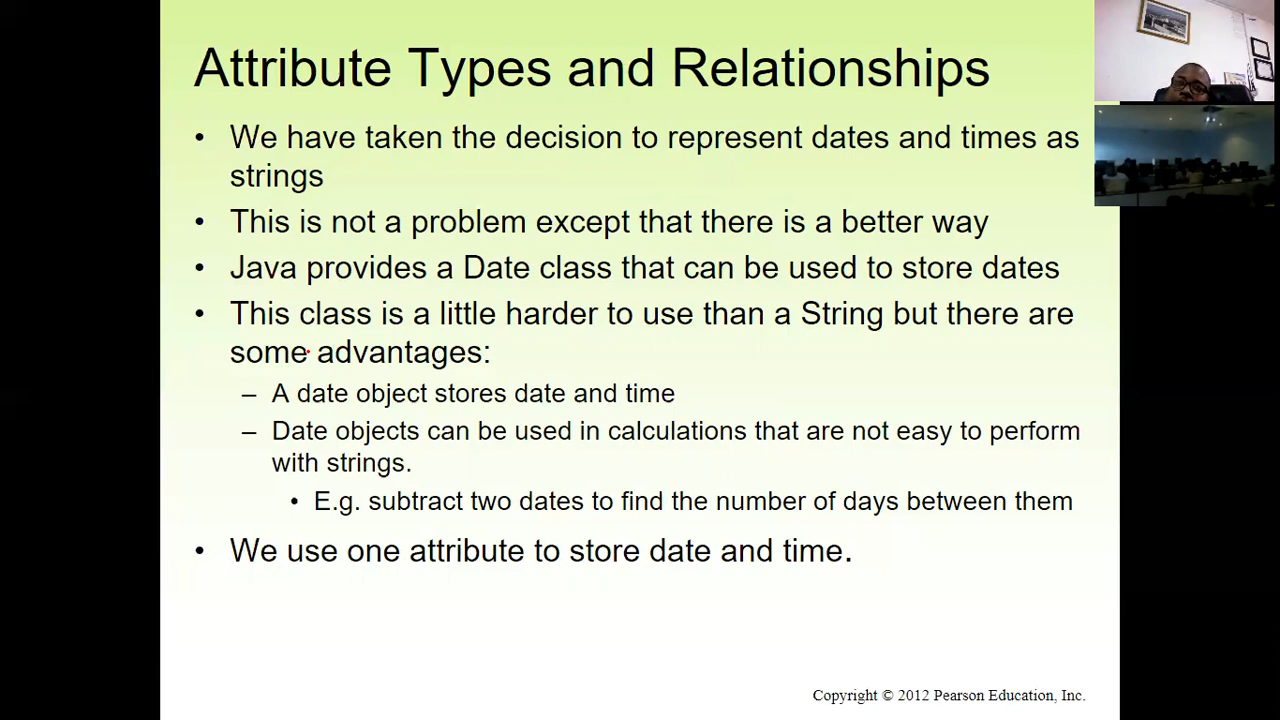 Attribute Types and Relationships
• We have taken the decision to represent dates and times as
strings
• This is not a problem except that there is a better way
• Java provides a Date class that can be used to store dates
• This class is a little harder to use than a String but there are
some advantages:
– A date object stores date and time
– Date objects can be used in calculations that are not easy to perform
with strings.
• E.g. subtract two dates to find the number of days between them
• We use one attribute to store date and time.
Copyright © 2012 Pearson Education, Inc.